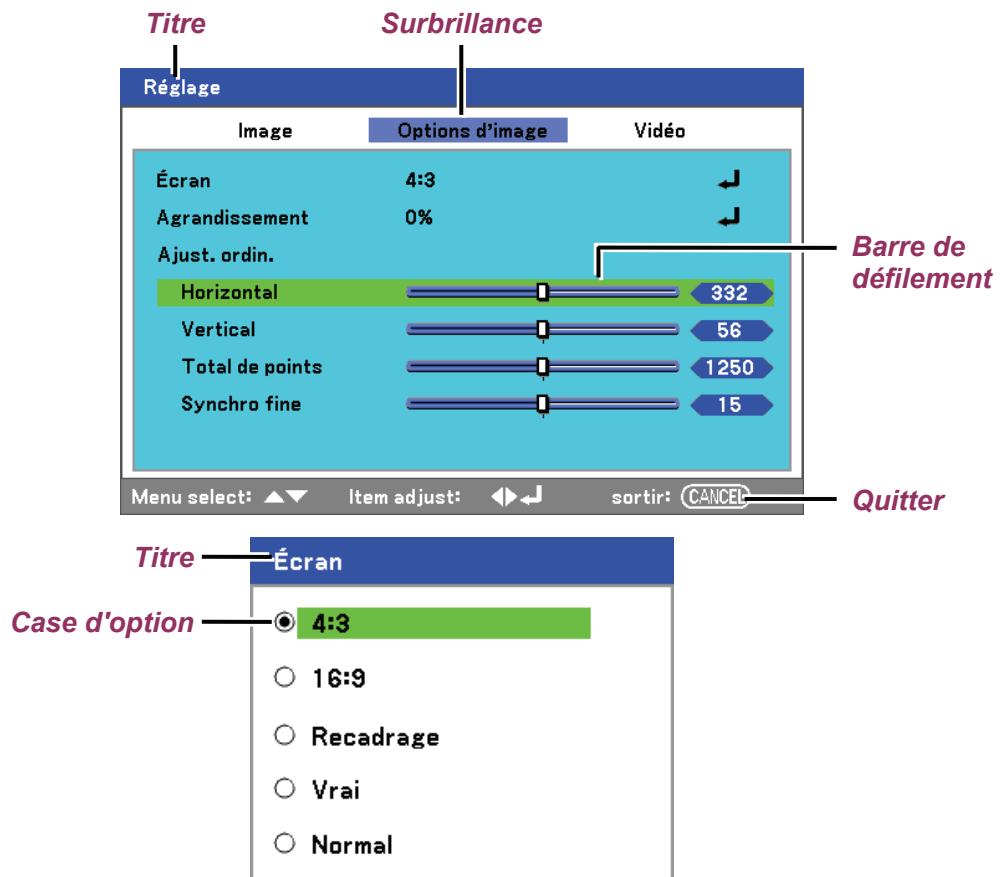 Titre Surbrillance
Réglage
Image Options d'image Vidéo
Écran 4:3
Agrandissement 0%
Ajust. ordin.
Barre de défilement
Horizontal 332
Vertical 56
Total de points 1250
Synchro fine 15
Menu select: Item adjust: sortir: CANCEL
Quitter
Titre Écran
Case d'option 4:3
16:9
Recadrage
Vrai
Normal